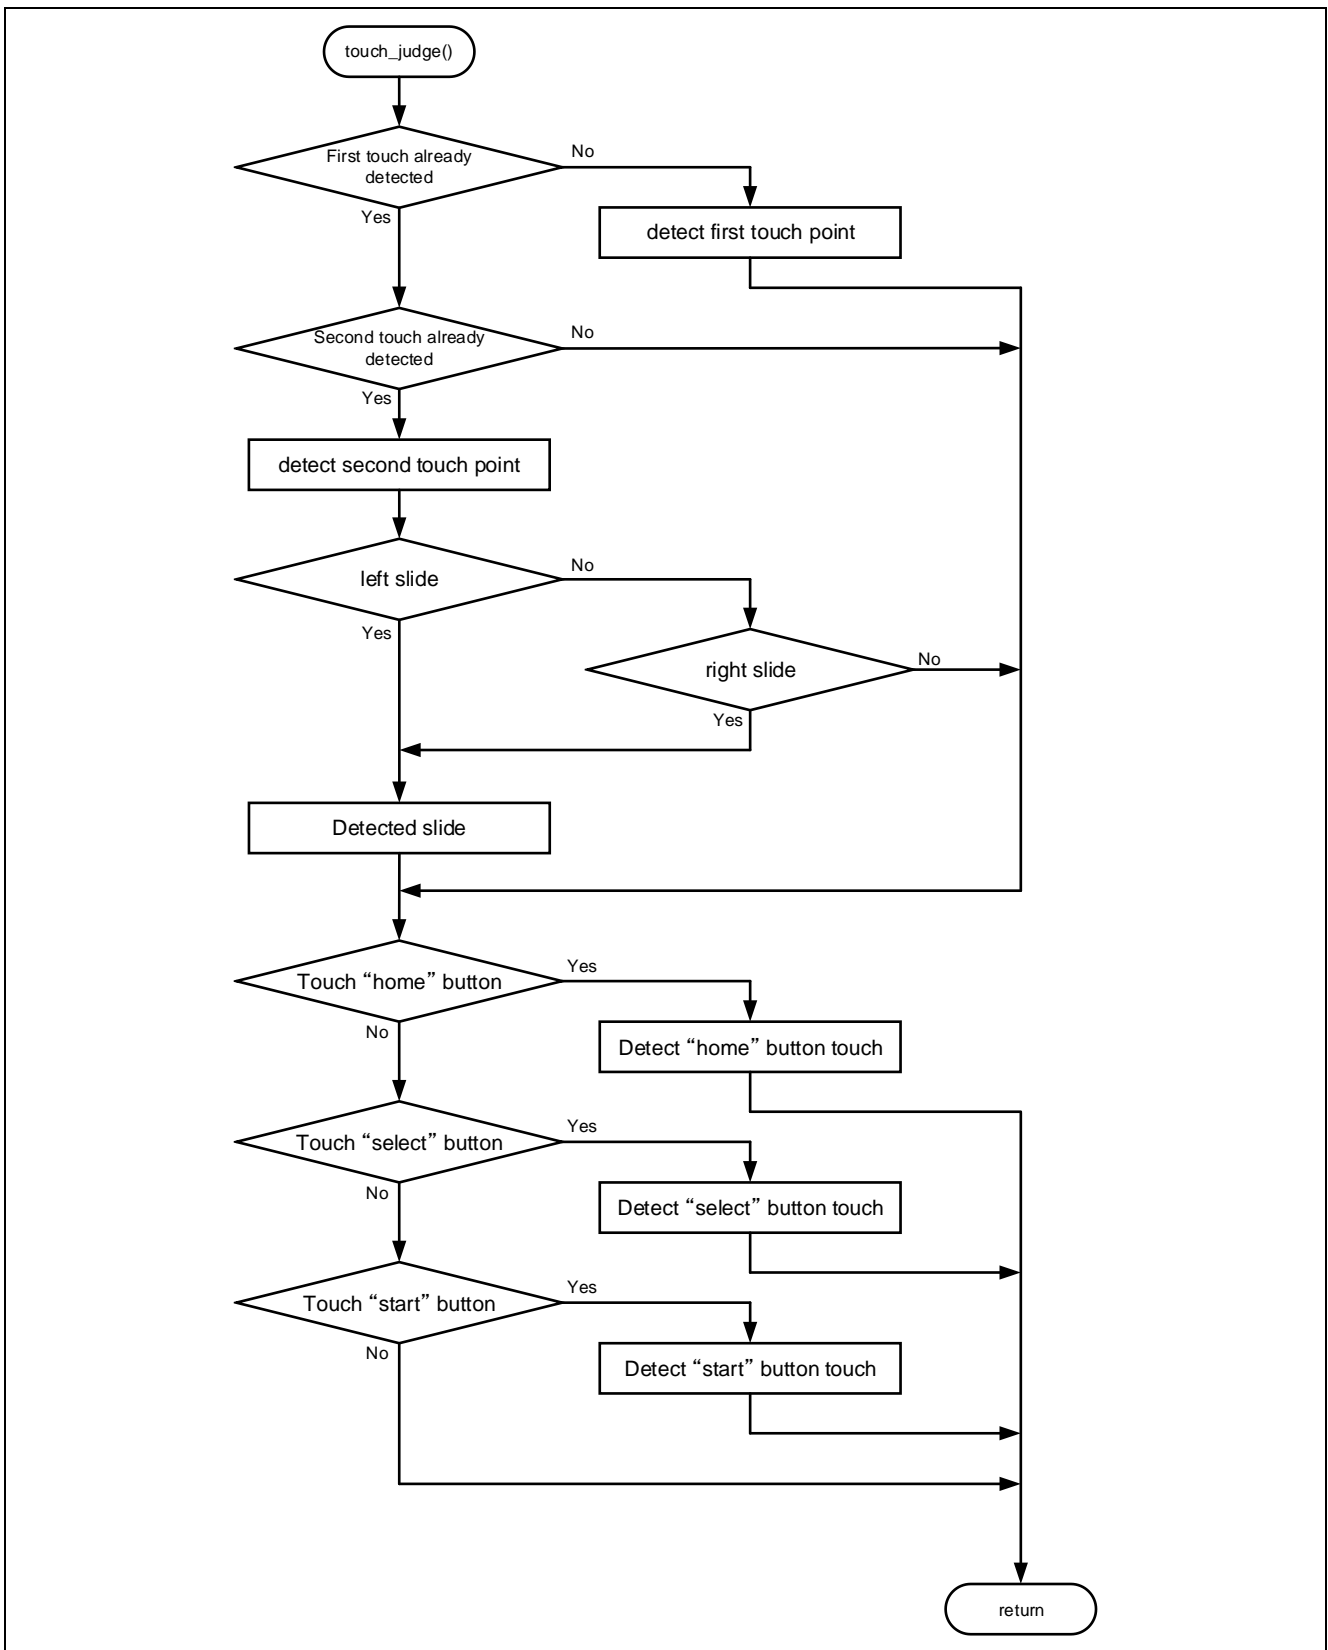 touch_judge()
First touch already
detected
No
Yes
detect first touch point
Second touch already
detected
No
Yes
detect second touch point
left slide
No
Yes
right slide
No
Yes
Detected slide
Touch “home” button
Yes
No
Detect “home” button touch
Touch “select” button
Yes
No
Detect “select” button touch
Touch “start” button
Yes
No
Detect “start” button touch
return